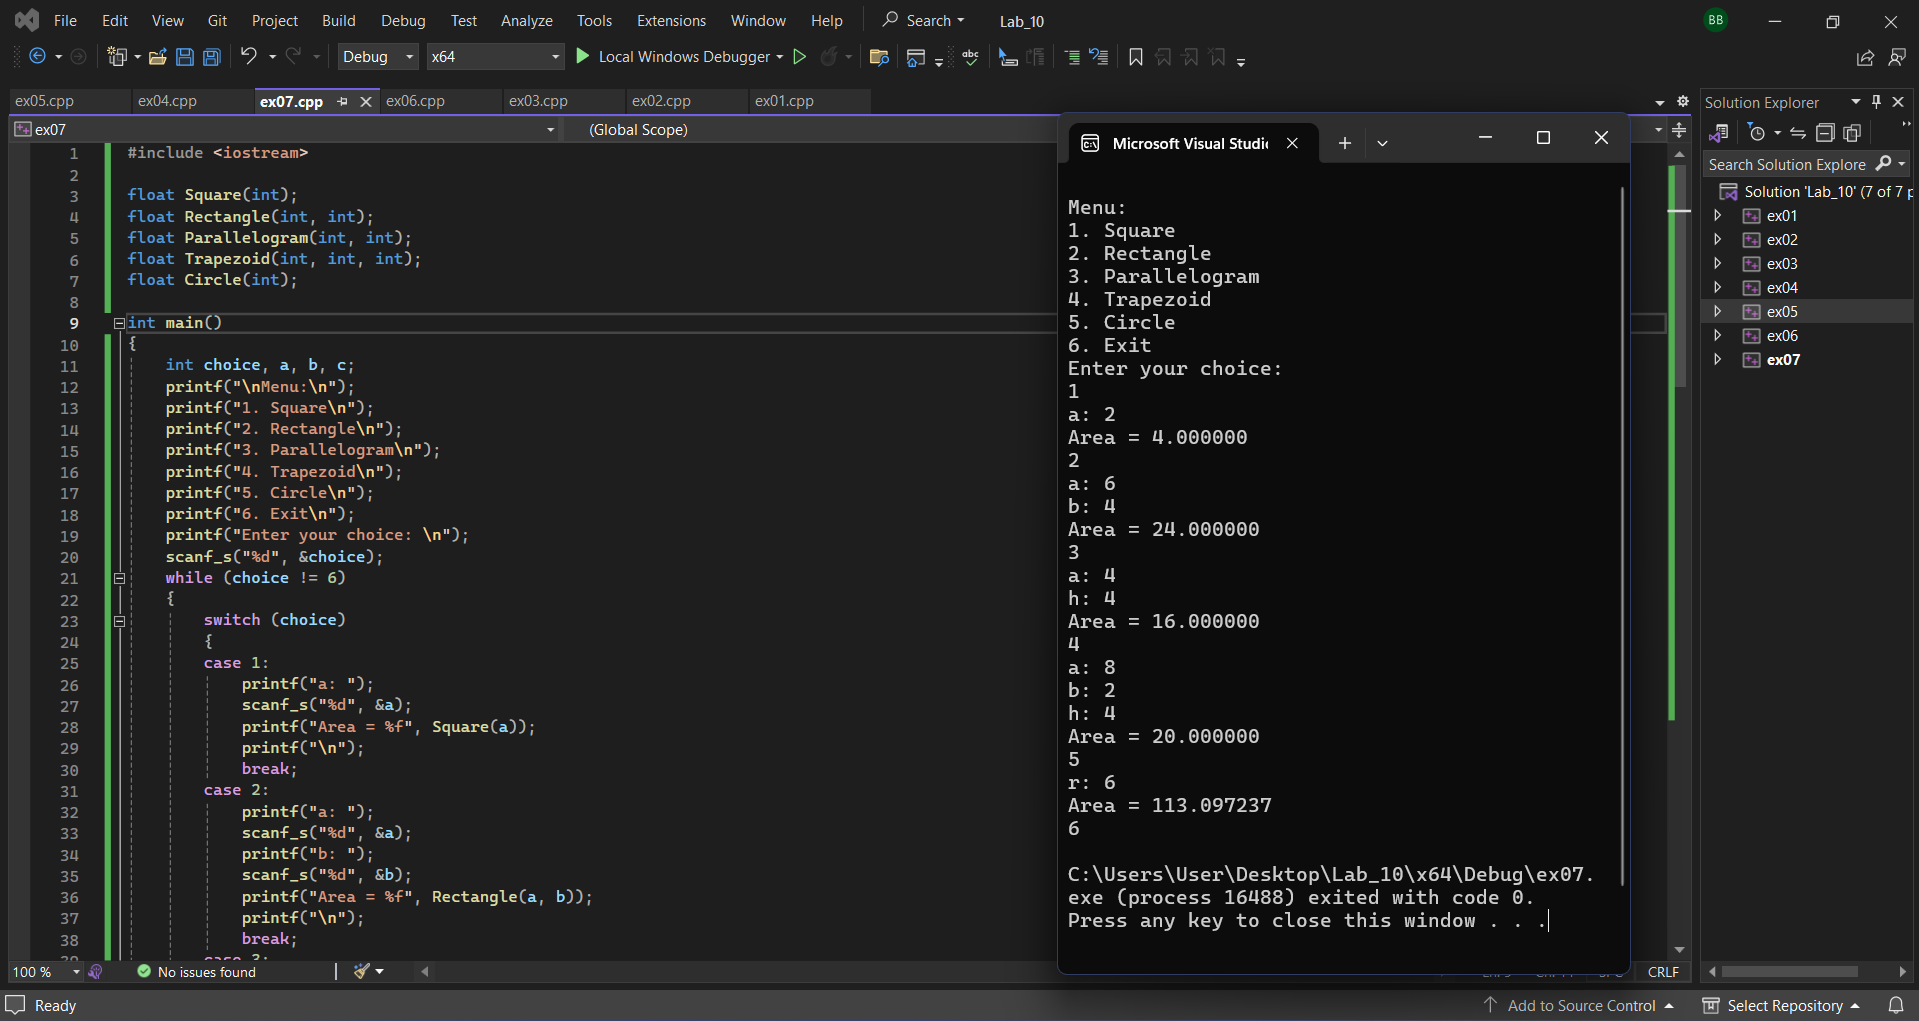 File Edit View Git Project Build Debug Test Analyze Tools Extensions Window Help Search Lab_10 BB
Debug x64 Local Windows Debugger abc
ex05.cpp ex04.cpp ex07.cpp ex06.cpp ex03.cpp ex02.cpp ex01.cpp
ex07 (Global Scope)
1 #include <iostream>
2
3 float Square(int);
4 float Rectangle(int, int);
5 float Parallelogram(int, int);
6 float Trapezoid(int, int, int);
7 float Circle(int);
8
9 int main()
10 {
11 int choice, a, b, c;
12 printf("\nMenu:\n");
13 printf("1. Square\n");
14 printf("2. Rectangle\n");
15 printf("3. Parallelogram\n");
16 printf("4. Trapezoid\n");
17 printf("5. Circle\n");
18 printf("6. Exit\n");
19 printf("Enter your choice: \n");
20 scanf_s("%d", &choice);
21 while (choice != 6)
22 {
23 switch (choice)
24 {
25 case 1:
26 printf("a: ");
27 scanf_s("%d", &a);
28 printf("Area = %f", Square(a));
29 printf("\n");
30 break;
31 case 2:
32 printf("a: ");
33 scanf_s("%d", &a);
34 printf("b: ");
35 scanf_s("%d", &b);
36 printf("Area = %f", Rectangle(a, b));
37 printf("\n");
38 break;
Microsoft Visual Studi
Menu:
1. Square
2. Rectangle
3. Parallelogram
4. Trapezoid
5. Circle
6. Exit
Enter your choice:
1
a: 2
Area = 4.000000
2
a: 6
b: 4
Area = 24.000000
3
a: 4
h: 4
Area = 16.000000
4
a: 8
b: 2
h: 4
Area = 20.000000
5
r: 6
Area = 113.097237
6
C:\Users\User\Desktop\Lab_10\x64\Debug\ex07.
exe (process 16488) exited with code 0.
Press any key to close this window . . .
Solution Explorer
Search Solution Explore
Solution 'Lab_10' (7 of 7 p
ex01
ex02
ex03
ex04
ex05
ex06
ex07
100 % No issues found CRLF
Ready Add to Source Control Select Repository